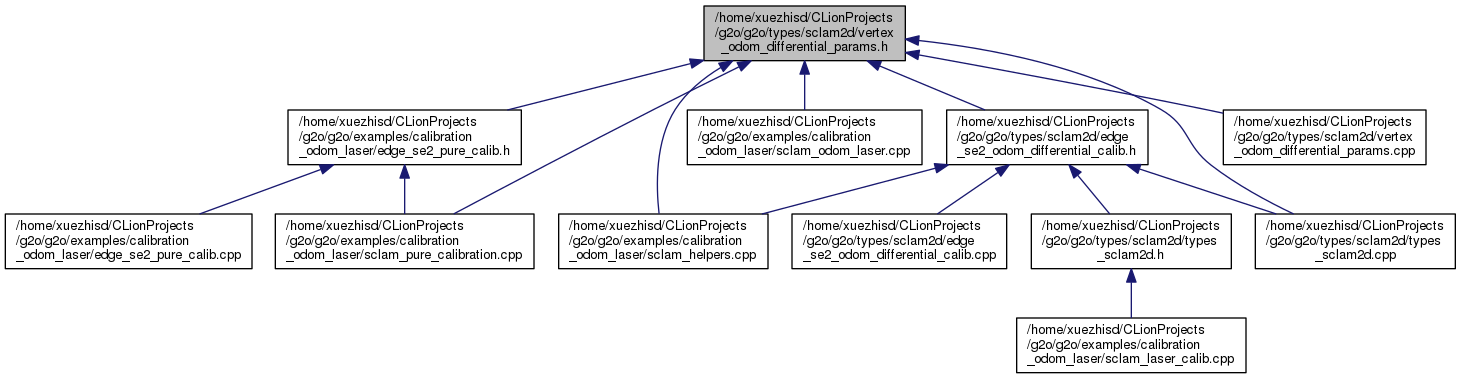 /home/xuezhisd/CLionProjects
/g2o/g2o/types/sclam2d/vertex
_odom_differential_params.h
/home/xuezhisd/CLionProjects
/g2o/g2o/examples/calibration
_odom_laser/edge_se2_pure_calib.h
/home/xuezhisd/CLionProjects
/g2o/g2o/examples/calibration
_odom_laser/sclam_odom_laser.cpp
/home/xuezhisd/CLionProjects
/g2o/g2o/types/sclam2d/edge
_se2_odom_differential_calib.h
/home/xuezhisd/CLionProjects
/g2o/g2o/types/sclam2d/vertex
_odom_differential_params.cpp
/home/xuezhisd/CLionProjects
/g2o/g2o/examples/calibration
_odom_laser/edge_se2_pure_calib.cpp
/home/xuezhisd/CLionProjects
/g2o/g2o/examples/calibration
_odom_laser/sclam_pure_calibration.cpp
/home/xuezhisd/CLionProjects
/g2o/g2o/examples/calibration
_odom_laser/sclam_helpers.cpp
/home/xuezhisd/CLionProjects
/g2o/g2o/types/sclam2d/edge
_se2_odom_differential_calib.cpp
/home/xuezhisd/CLionProjects
/g2o/g2o/types/sclam2d/types
_sclam2d.h
/home/xuezhisd/CLionProjects
/g2o/g2o/types/sclam2d/types
_sclam2d.cpp
/home/xuezhisd/CLionProjects
/g2o/g2o/examples/calibration
_odom_laser/sclam_laser_calib.cpp